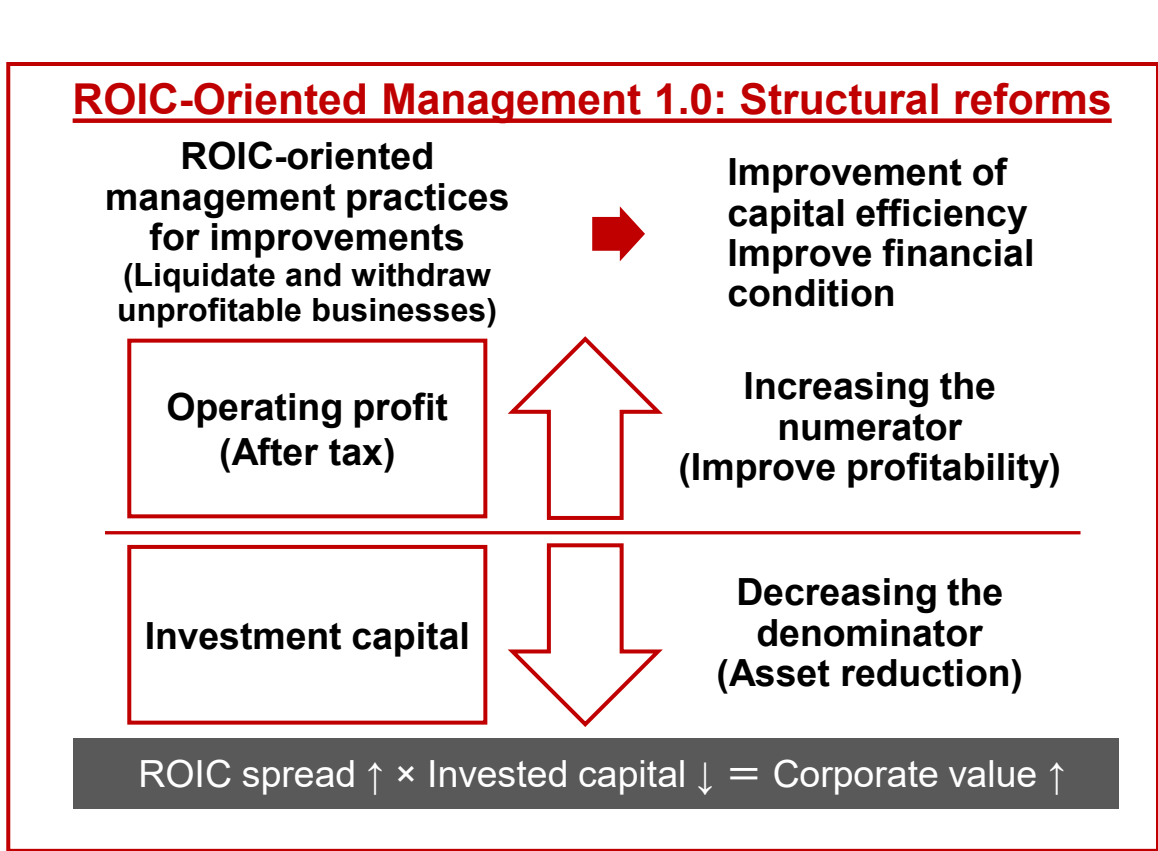 ROIC-Oriented Management 1.0: Structural reforms
ROIC-oriented
management practices
for improvements
(Liquidate and withdraw
unprofitable businesses)
Improvement of
capital efficiency
Improve financial
condition
Operating profit
(After tax)
Increasing the
numerator
(Improve profitability)
Investment capital
Decreasing the
denominator
(Asset reduction)
ROIC spread ↑ × Invested capital ↓ = Corporate value ↑